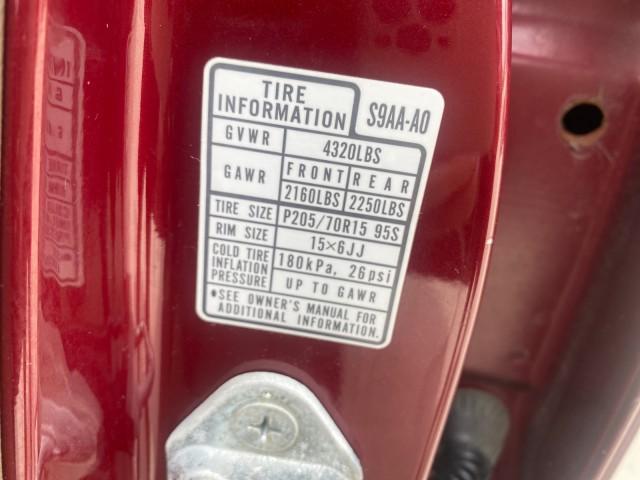 TIRE INFORMATION S9AA-A0
GVWR 4320LBS
GAWR FRONT REAR
2160LBS 2250LBS
TIRE SIZE P205/70R15 95S
RIM SIZE 15×6JJ
COLD TIRE INFLATION PRESSURE 180kPa, 26psi
UP TO GAWR
*SEE OWNER'S MANUAL FOR
ADDITIONAL INFORMATION.